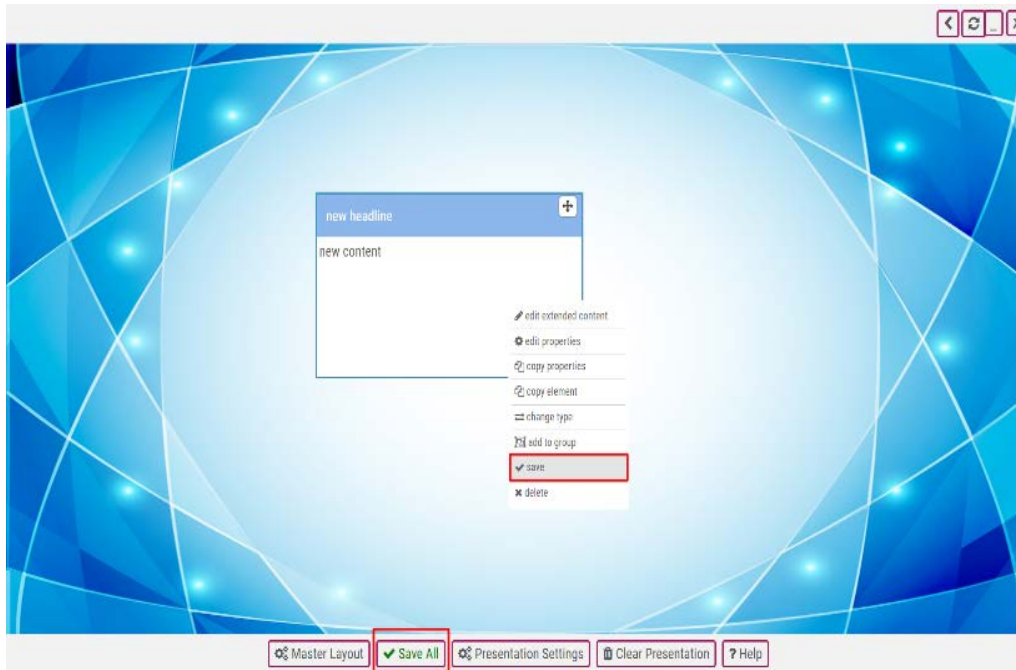 new headline
new content
edit extended content
edit properties
copy properties
copy element
change type
add to group
save
delete
Master Layout
Save All
Presentation Settings
Clear Presentation
? Help